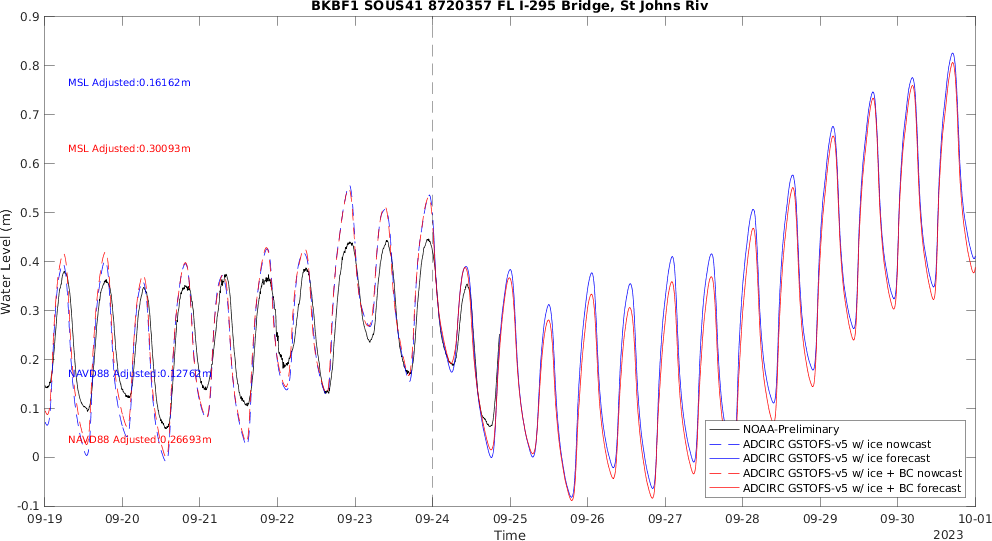 BKBF1 SOUS41 8720357 FL I-295 Bridge, St Johns Riv
0.9
0.8
0.7
0.6
0.5
0.4
0.3
0.2
0.1
0
-0.1
Water Level (m)
MSL Adjusted:0.16162m
MSL Adjusted:0.30093m
NAVD88 Adjusted:0.12762m
NAVD88 Adjusted:0.26693m
NOAA-Preliminary
ADCIRC GSTOFS-v5 w/ ice nowcast
ADCIRC GSTOFS-v5 w/ ice forecast
ADCIRC GSTOFS-v5 w/ ice + BC nowcast
ADCIRC GSTOFS-v5 w/ ice + BC forecast
09-19 09-20 09-21 09-22 09-23 09-24 09-25 09-26 09-27 09-28 09-29 09-30 10-01
Time
2023